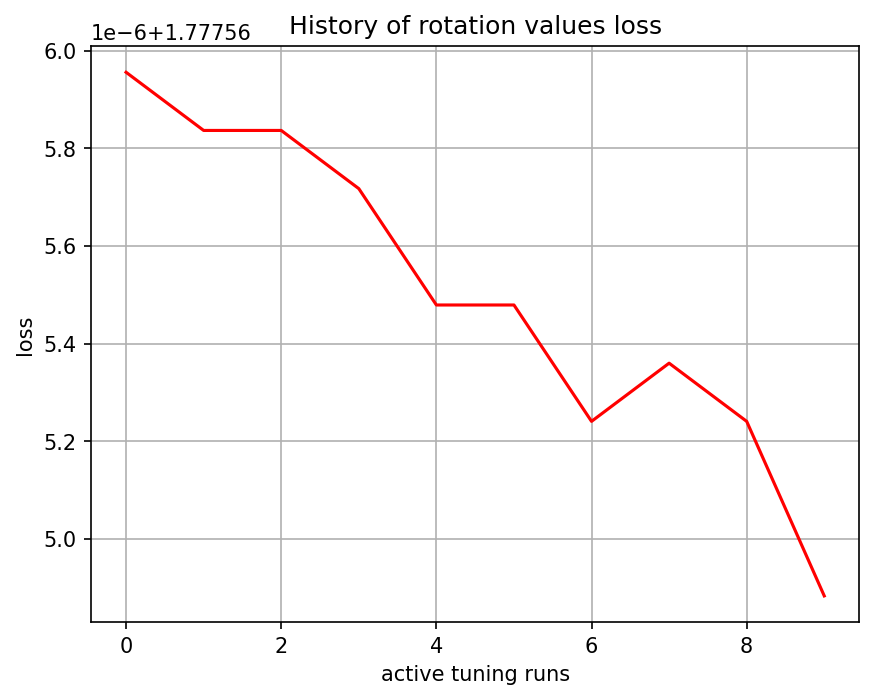 History of rotation values loss
1e−6+1.77756
6.0
5.8
5.6
5.4
5.2
5.0
loss
0 2 4 6 8
active tuning runs